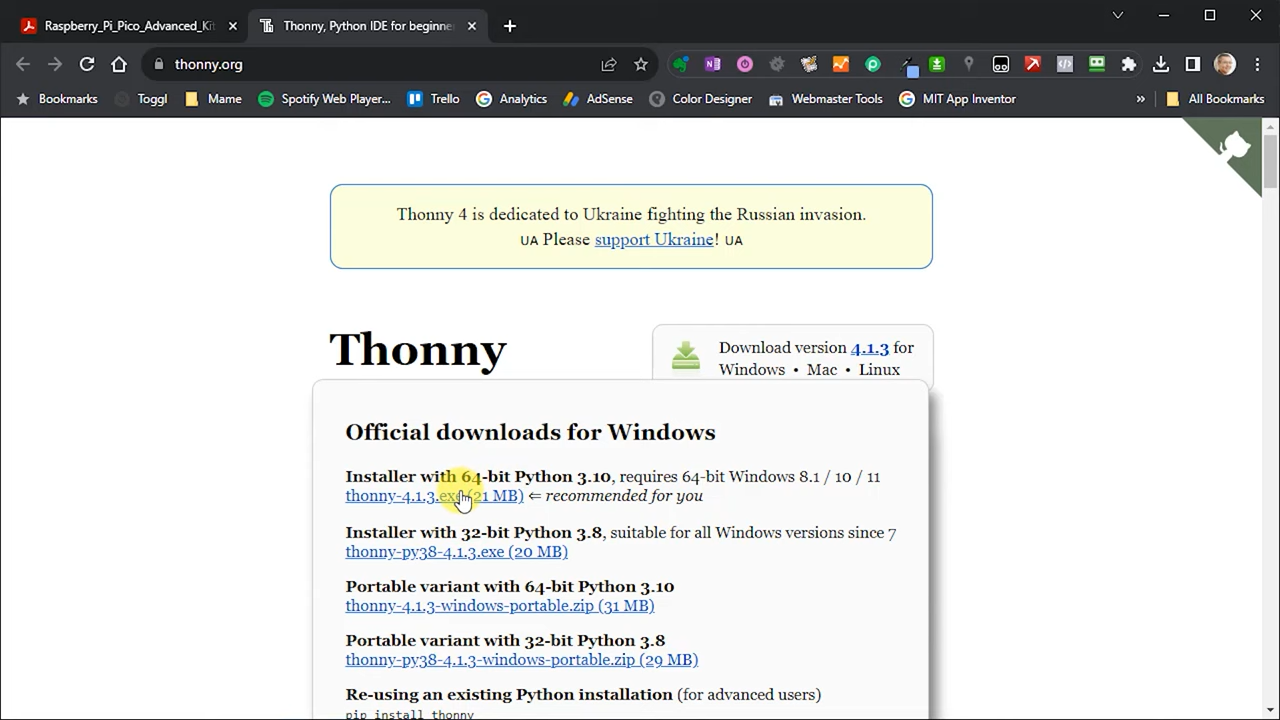 Raspberry_Pi_Pico_Advanced_Kit
Thonny, Python IDE for beginne
thonny.org
Bookmarks
Toggl
Mame
Spotify Web Player...
Trello
Analytics
AdSense
Color Designer
Webmaster Tools
MIT App Inventor
»
All Bookmarks
Thonny 4 is dedicated to Ukraine fighting the Russian invasion.
UA Please support Ukraine! UA
Thonny
Download version 4.1.3 for
Windows • Mac • Linux
Official downloads for Windows
Installer with 64-bit Python 3.10, requires 64-bit Windows 8.1 / 10 / 11
thonny-4.1.3.exe (21 MB) ⇐ recommended for you
Installer with 32-bit Python 3.8, suitable for all Windows versions since 7
thonny-py38-4.1.3.exe (20 MB)
Portable variant with 64-bit Python 3.10
thonny-4.1.3-windows-portable.zip (31 MB)
Portable variant with 32-bit Python 3.8
thonny-py38-4.1.3-windows-portable.zip (29 MB)
Re-using an existing Python installation (for advanced users)
pip install thonny